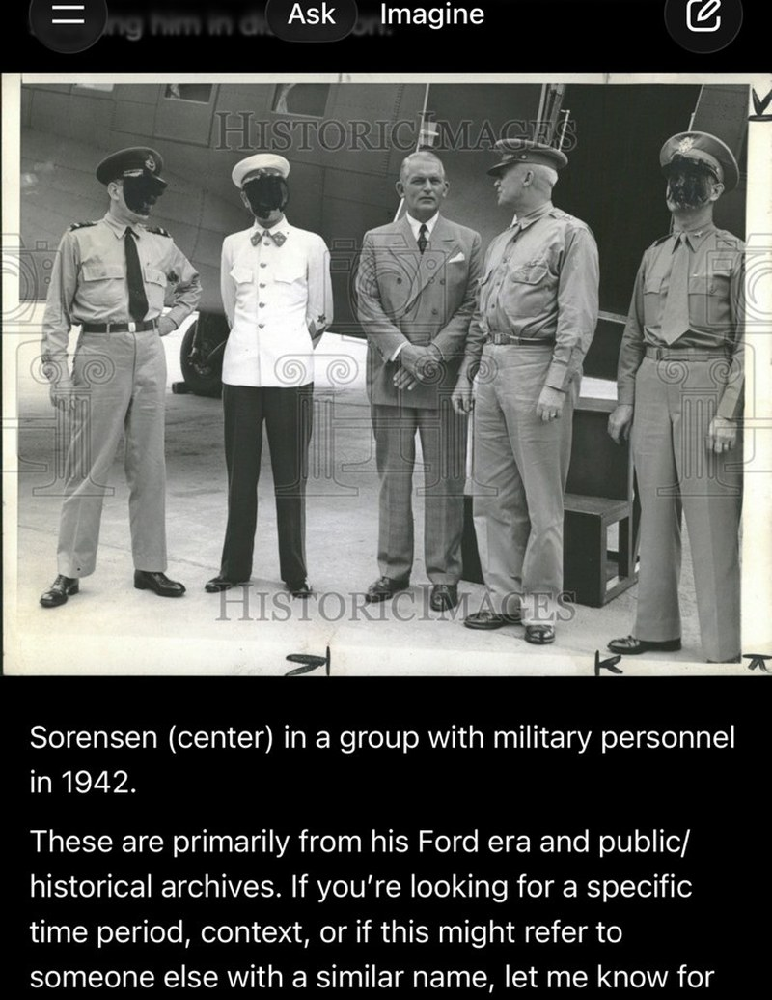 Ask Imagine
HISTORICIMAGES
HISTORICIMAGES
Sorensen (center) in a group with military personnel
in 1942.
These are primarily from his Ford era and public/
historical archives. If you’re looking for a specific
time period, context, or if this might refer to
someone else with a similar name, let me know for